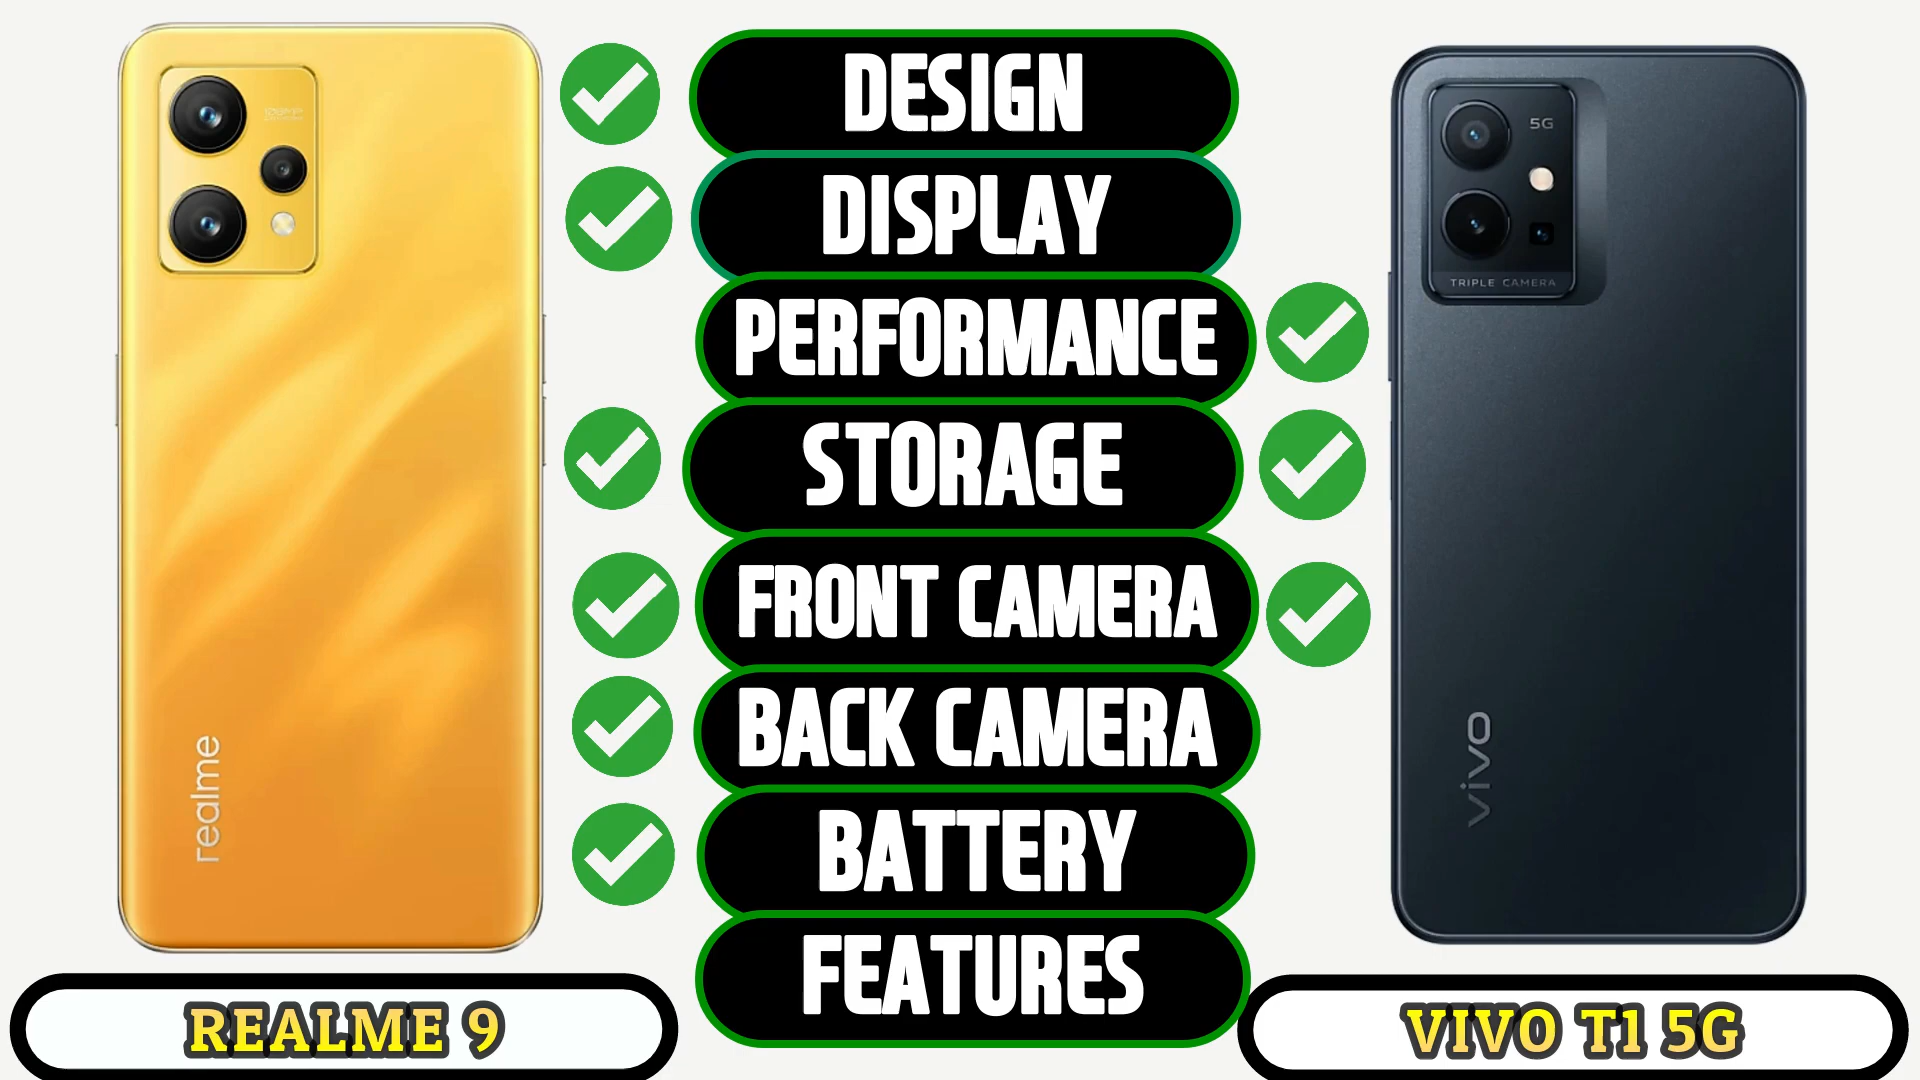 DESIGN
DISPLAY
PERFORMANCE
STORAGE
FRONT CAMERA
BACK CAMERA
BATTERY
FEATURES
realme
REALME 9
5G
TRIPLE CAMERA
vivo
VIVO T1 5G